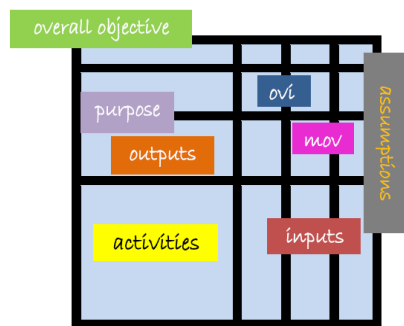 overall objective
ovi
assumptions
purpose
mov
outputs
activities
inputs